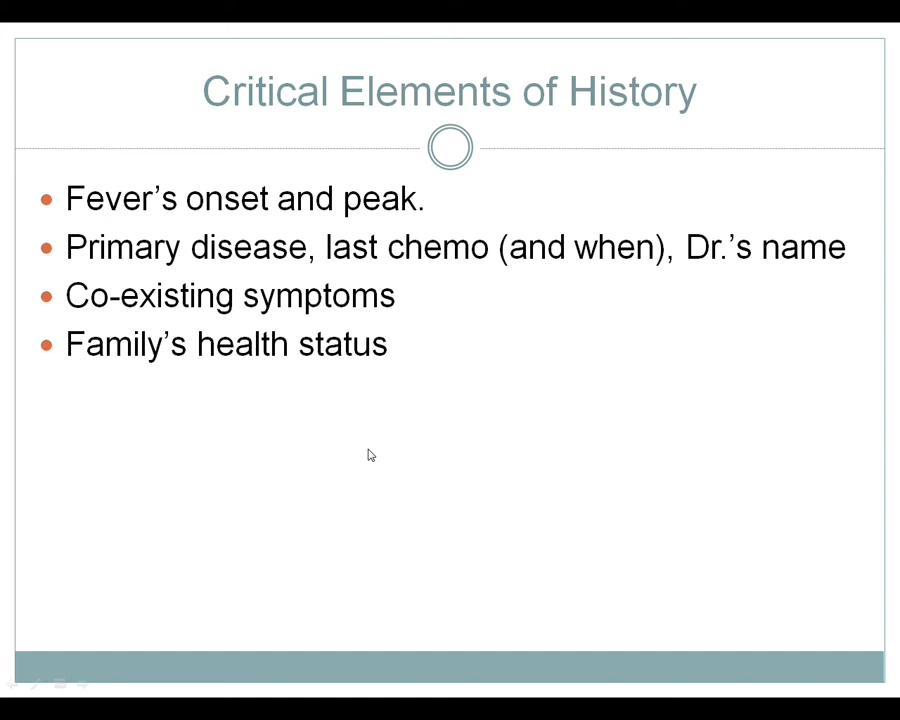 Critical Elements of History
• Fever’s onset and peak.
• Primary disease, last chemo (and when), Dr.’s name
• Co-existing symptoms
• Family’s health status